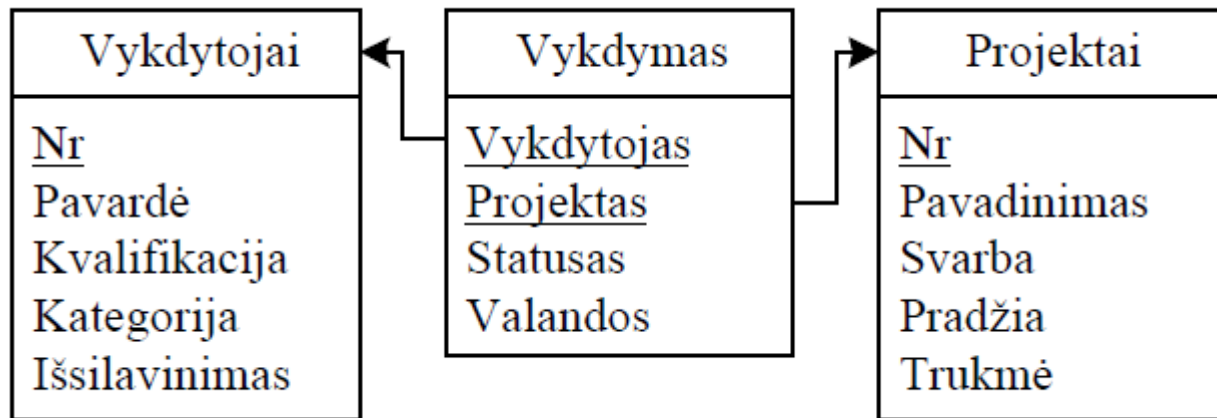 Vykdytojai
Nr
Pavardė
Kvalifikacija
Kategorija
Išsilavinimas
Vykdymas
Vykdytojas
Projektas
Statusas
Valandos
Projektai
Nr
Pavadinimas
Svarba
Pradžia
Trukmė